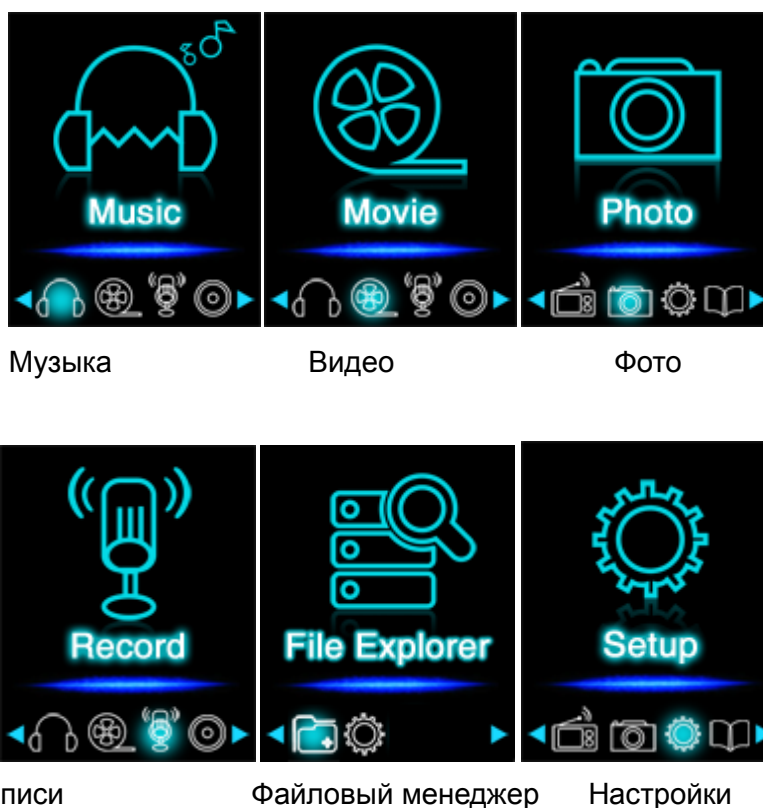 Music Movie Photo
Музыка Видео Фото
Record File Explorer Setup
писи Файловый менеджер Настройки